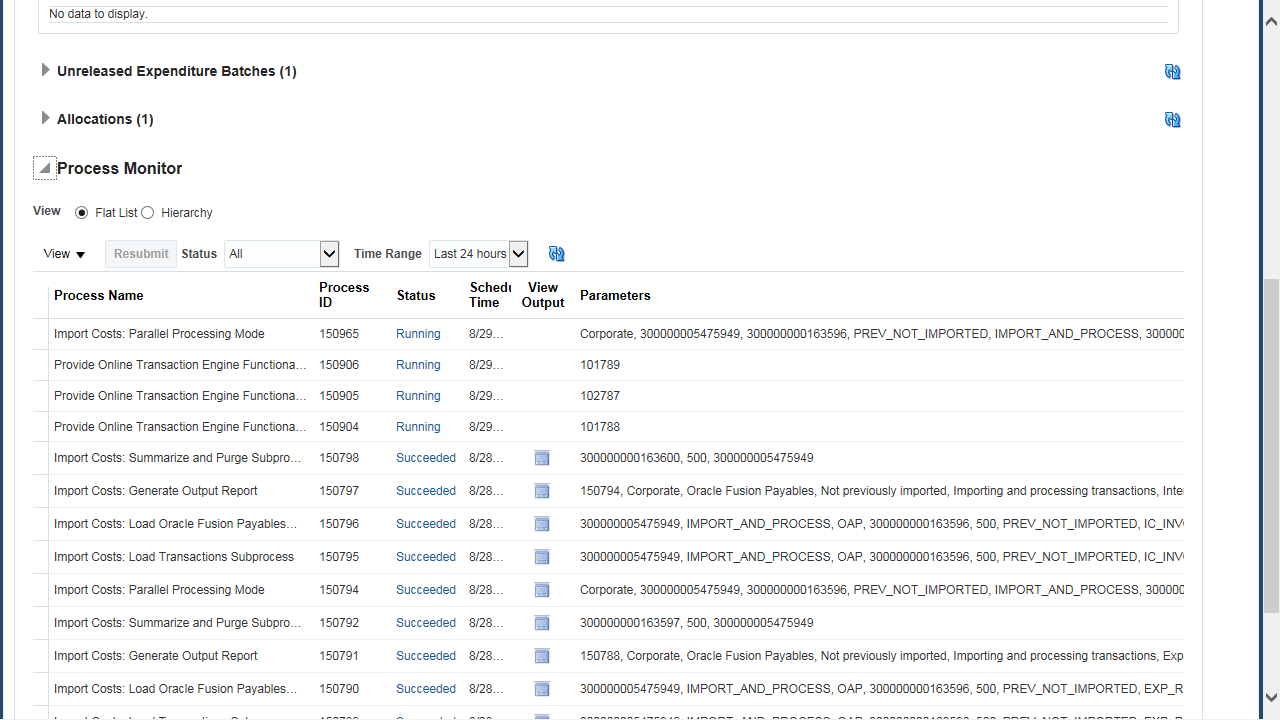 No data to display.
Unreleased Expenditure Batches (1)
Allocations (1)
Process Monitor
View Flat List Hierarchy
View Resubmit Status All Time Range Last 24 hours
Process Name Process ID Status Schedu Time View Output Parameters
Import Costs: Parallel Processing Mode 150965 Running 8/29... Corporate, 300000005475949, 300000000163596, PREV_NOT_IMPORTED, IMPORT_AND_PROCESS, 30000
Provide Online Transaction Engine Functiona... 150906 Running 8/29... 101789
Provide Online Transaction Engine Functiona... 150905 Running 8/29... 102787
Provide Online Transaction Engine Functiona... 150904 Running 8/29... 101788
Import Costs: Summarize and Purge Subpro... 150798 Succeeded 8/28... 300000000163600, 500, 300000005475949
Import Costs: Generate Output Report 150797 Succeeded 8/28... 150794, Corporate, Oracle Fusion Payables, Not previously imported, Importing and processing transactions, Inte
Import Costs: Load Oracle Fusion Payables... 150796 Succeeded 8/28... 300000005475949, IMPORT_AND_PROCESS, OAP, 300000000163596, 500, PREV_NOT_IMPORTED, IC_INV
Import Costs: Load Transactions Subprocess 150795 Succeeded 8/28... 300000005475949, IMPORT_AND_PROCESS, OAP, 300000000163596, 500, PREV_NOT_IMPORTED, IC_INV
Import Costs: Parallel Processing Mode 150794 Succeeded 8/28... Corporate, 300000005475949, 300000000163596, PREV_NOT_IMPORTED, IMPORT_AND_PROCESS, 30000
Import Costs: Summarize and Purge Subpro... 150792 Succeeded 8/28... 300000000163597, 500, 300000005475949
Import Costs: Generate Output Report 150791 Succeeded 8/28... 150788, Corporate, Oracle Fusion Payables, Not previously imported, Importing and processing transactions, Exp
Import Costs: Load Oracle Fusion Payables... 150790 Succeeded 8/28... 300000005475949, IMPORT_AND_PROCESS, OAP, 300000000163596, 500, PREV_NOT_IMPORTED, EXP_R